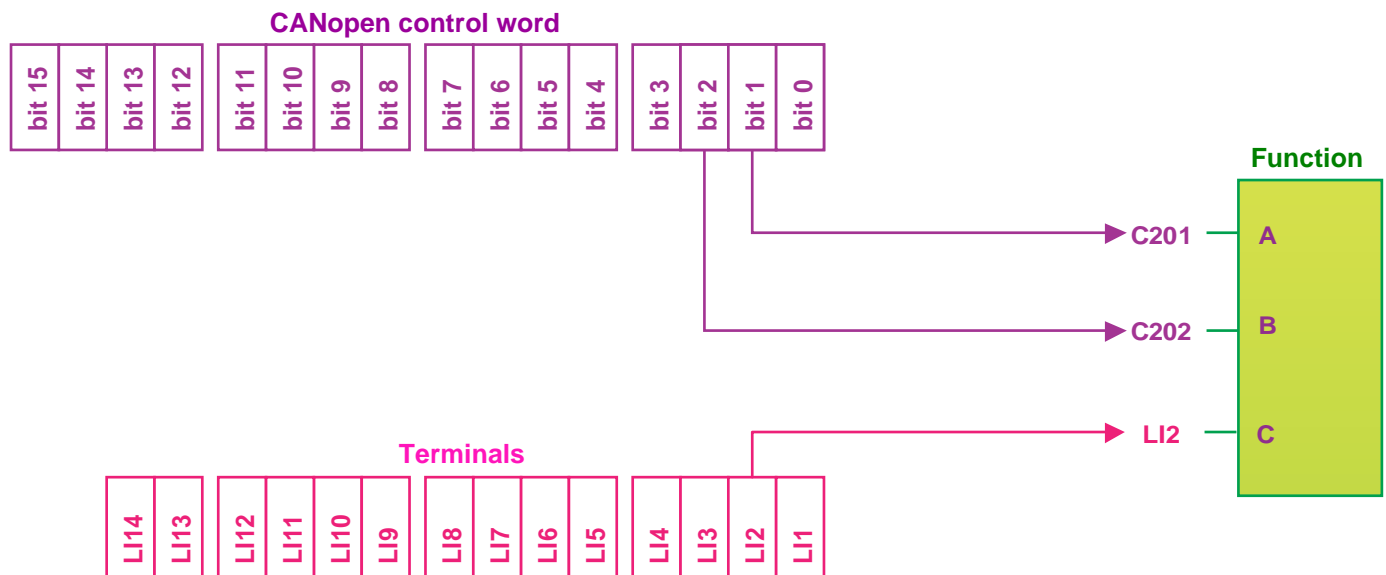 CANopen control word
bit 15 bit 14 bit 13 bit 12 bit 11 bit 10 bit 9 bit 8 bit 7 bit 6 bit 5 bit 4 bit 3 bit 2 bit 1 bit 0
Function
C201 A
C202 B
LI2 C
Terminals
LI14 LI13 LI12 LI11 LI10 LI9 LI8 LI7 LI6 LI5 LI4 LI3 LI2 LI1